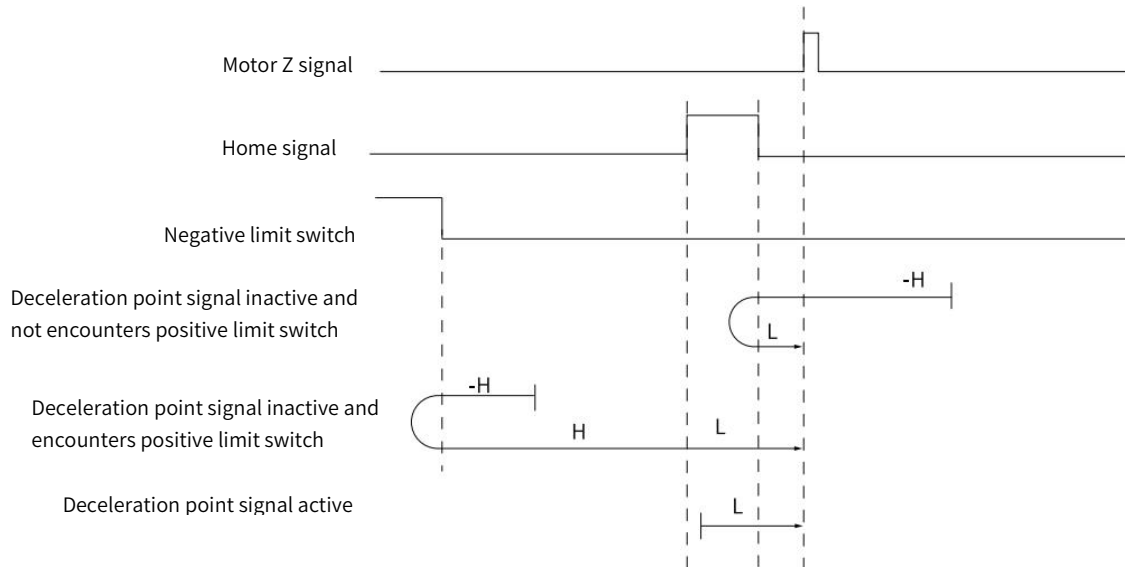 Motor Z signal
Home signal
Negative limit switch
-H
Deceleration point signal inactive and
not encounters positive limit switch
L
-H
Deceleration point signal inactive and
encounters positive limit switch
H
L
Deceleration point signal active
L